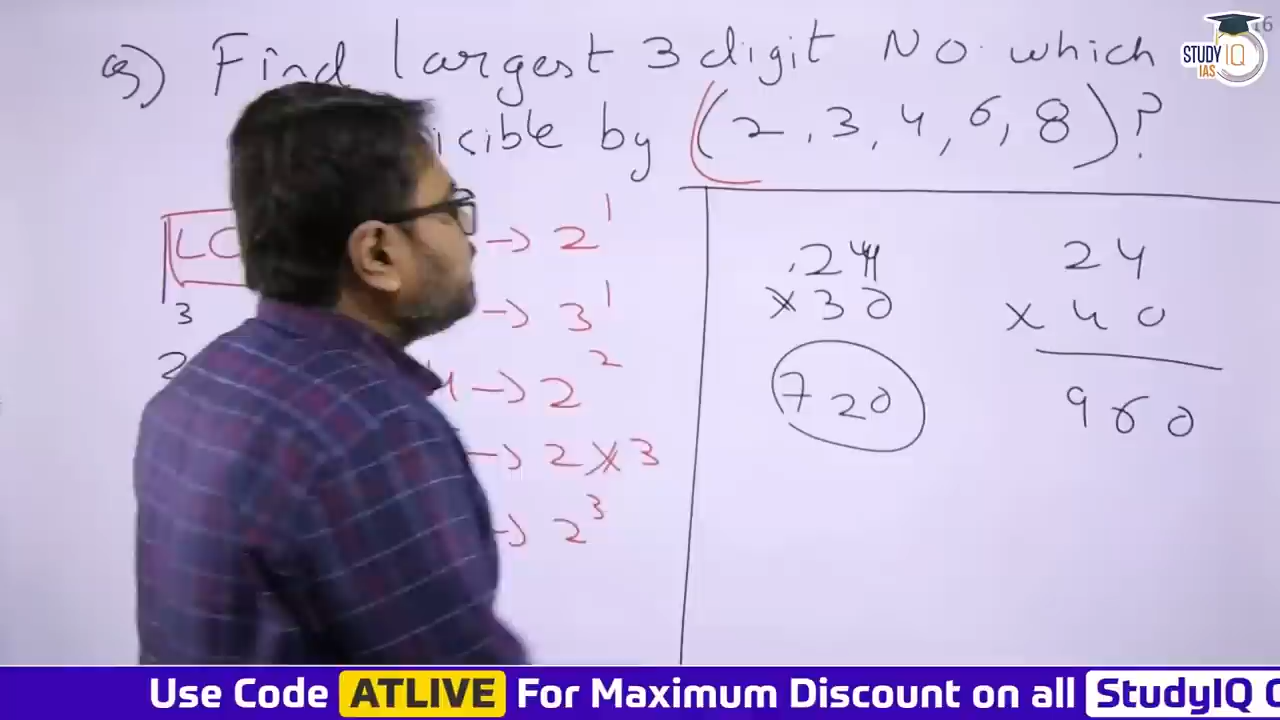 Q) Find largest 3 digit No. which
by (2, 3, 4, 6, 8)?
→ 2¹
→ 3¹
4 → 2²
→ 2 × 3
→ 2³
3
2
24
× 30
720
24
× 40
960
STUDY IQ
IAS
16
Use Code ATLIVE For Maximum Discount on all StudyIQ